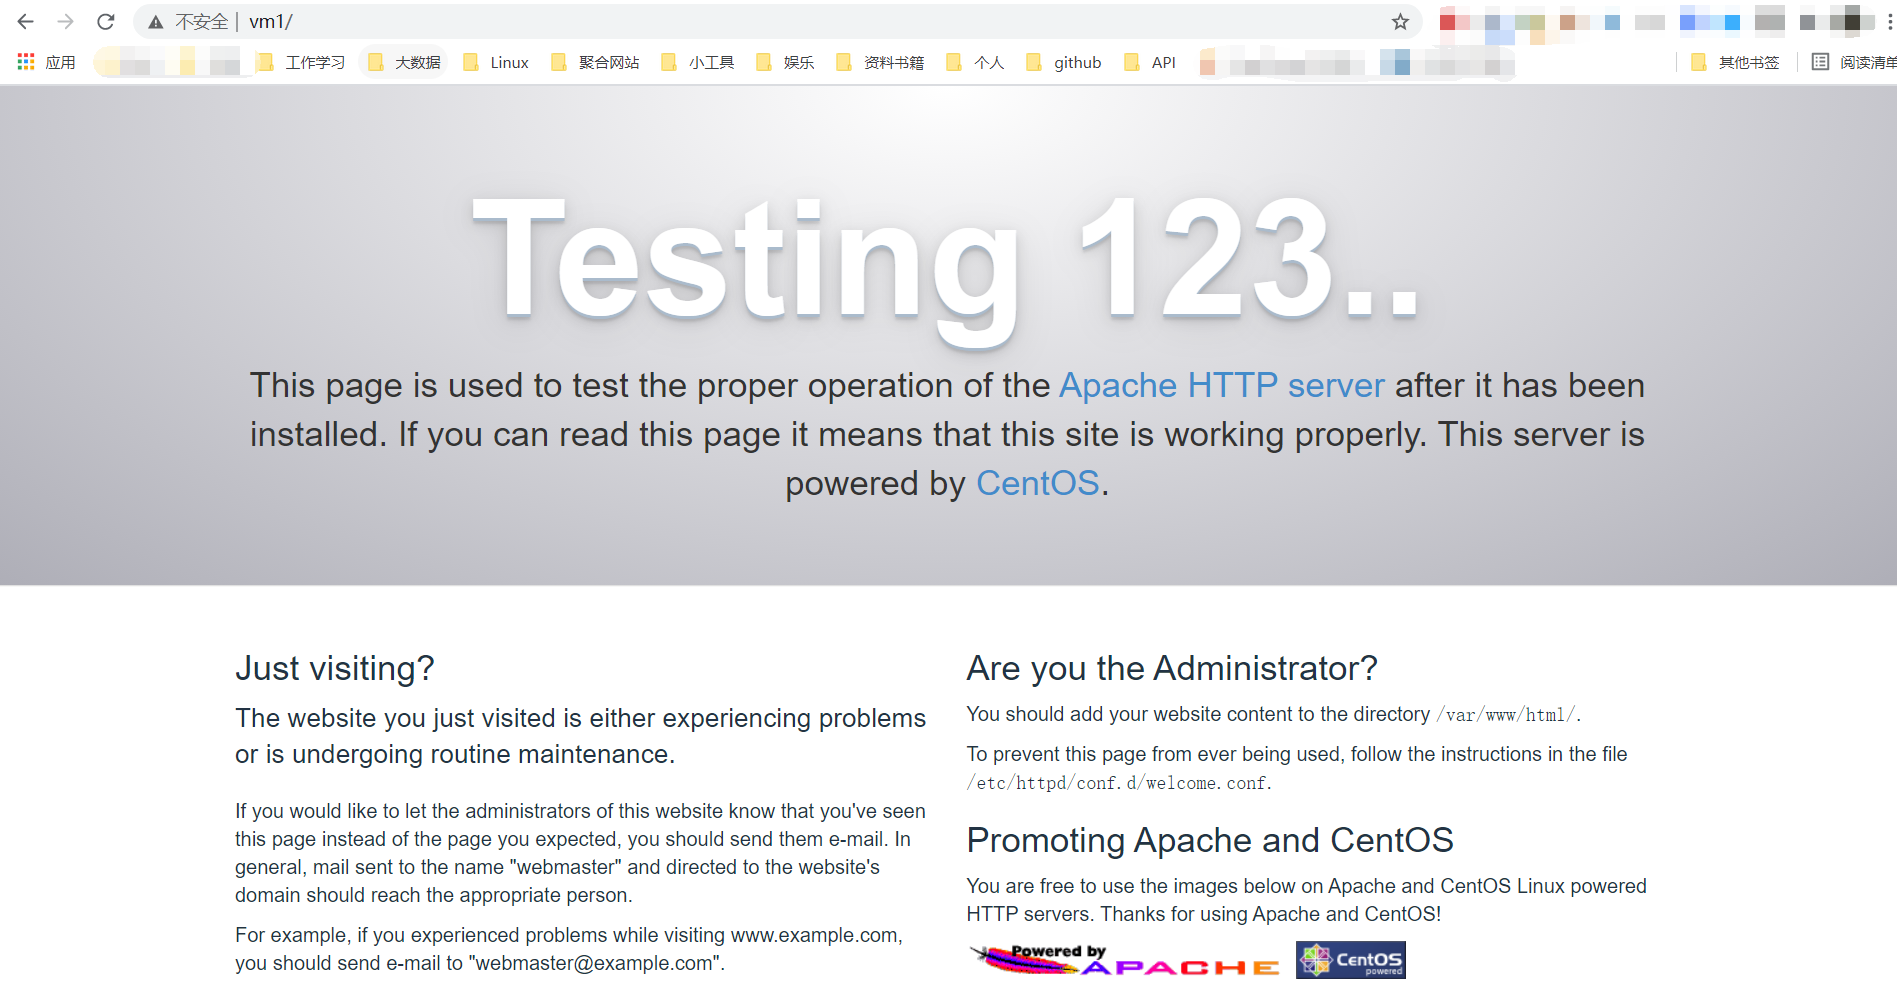 不安全 | vm1/
应用 工作学习 大数据 Linux 聚合网站 小工具 娱乐 资料书籍 个人 github API 其他书签 阅读清单
Testing 123..
This page is used to test the proper operation of the Apache HTTP server after it has been
installed. If you can read this page it means that this site is working properly. This server is
powered by CentOS.
Just visiting?
The website you just visited is either experiencing problems
or is undergoing routine maintenance.
If you would like to let the administrators of this website know that you've seen
this page instead of the page you expected, you should send them e-mail. In
general, mail sent to the name "webmaster" and directed to the website's
domain should reach the appropriate person.
For example, if you experienced problems while visiting www.example.com,
you should send e-mail to "webmaster@example.com".
Are you the Administrator?
You should add your website content to the directory /var/www/html/.
To prevent this page from ever being used, follow the instructions in the file
/etc/httpd/conf.d/welcome.conf.
Promoting Apache and CentOS
You are free to use the images below on Apache and CentOS Linux powered
HTTP servers. Thanks for using Apache and CentOS!
Powered by
APACHE
CentOS
powered